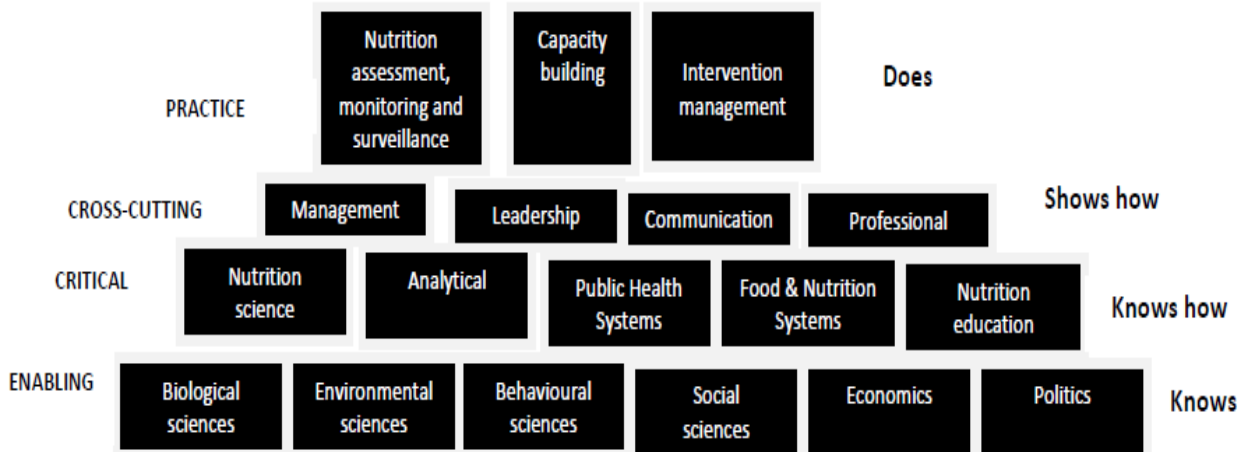 PRACTICE
Nutrition
assessment,
monitoring and
surveillance
Capacity
building
Intervention
management
Does
CROSS-CUTTING
Management
Leadership
Communication
Professional
Shows how
CRITICAL
Nutrition
science
Analytical
Public Health
Systems
Food & Nutrition
Systems
Nutrition
education
Knows how
ENABLING
Biological
sciences
Environmental
sciences
Behavioural
sciences
Social
sciences
Economics
Politics
Knows